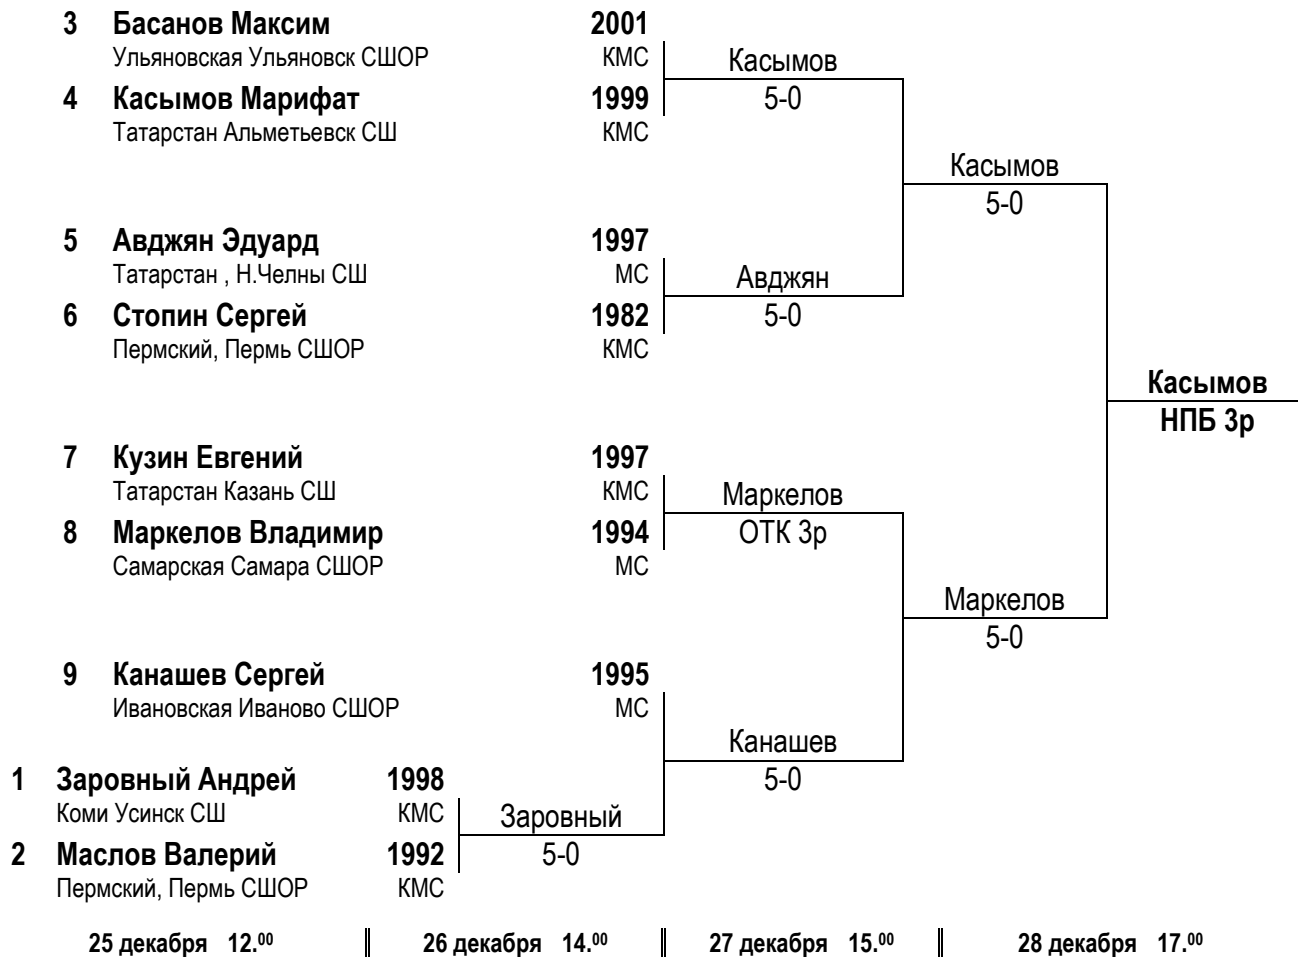 3 Басанов Максим 2001
Ульяновская Ульяновск СШОР КМС
Касымов
4 Касымов Марифат 1999
5-0
Татарстан Альметьевск СШ КМС
Касымов
5-0
5 Авджян Эдуард 1997
Татарстан , Н.Челны СШ МС
Авджян
6 Стопин Сергей 1982
5-0
Пермский, Пермь СШОР КМС
Касымов
НПБ 3р
7 Кузин Евгений 1997
Татарстан Казань СШ КМС
Маркелов
8 Маркелов Владимир 1994
ОТК 3р
Самарская Самара СШОР МС
Маркелов
5-0
9 Канашев Сергей 1995
Ивановская Иваново СШОР МС
Канашев
5-0
1 Заровный Андрей 1998
Коми Усинск СШ КМС
Заровный
2 Маслов Валерий 1992
5-0
Пермский, Пермь СШОР КМС
25 декабря 12.00 26 декабря 14.00 27 декабря 15.00 28 декабря 17.00